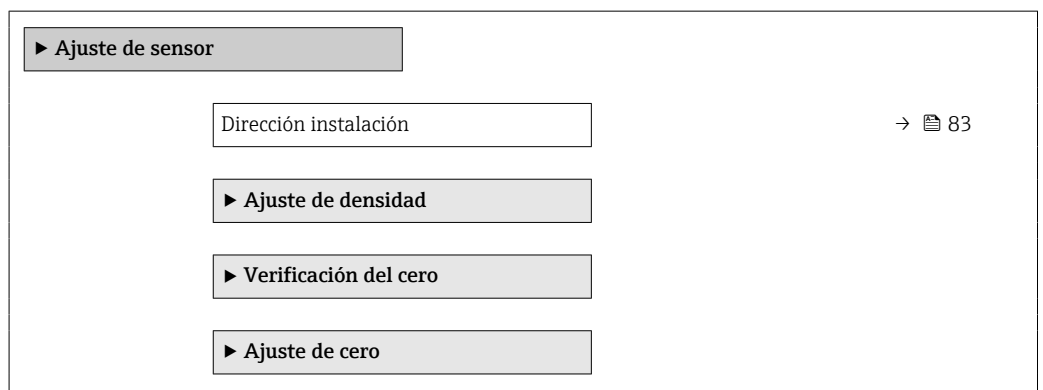 ▶ Ajuste de sensor
Dirección instalación → 83
▶ Ajuste de densidad
▶ Verificación del cero
▶ Ajuste de cero